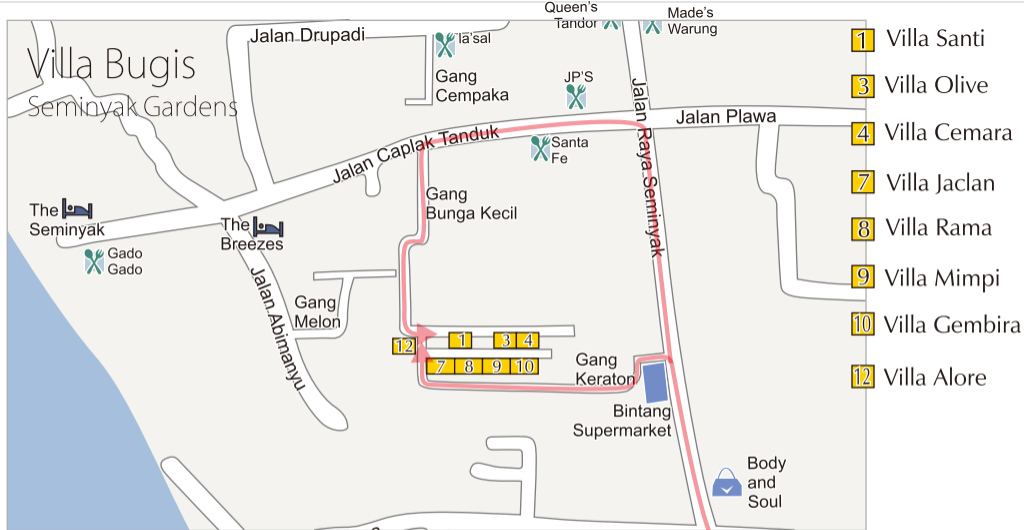 Queen's
Tandor
Made's
Warung
Villa Bugis
Seminyak Gardens
Jalan Drupadi
la'sal
Gang
Cempaka
JP'S
Jalan Plawa
Jalan Caplak Tanduk
Santa
Fe
Jalan Raya Seminyak
Gang
Bunga Kecil
The
Seminyak
The
Breezes
Gado
Gado
Jalan Abimanyu
Gang
Melon
12
1
3
4
7
8
9
10
Gang
Keraton
Bintang
Supermarket
Body
and
Soul
1 Villa Santi
3 Villa Olive
4 Villa Cemara
7 Villa Jaclan
8 Villa Rama
9 Villa Mimpi
10 Villa Gembira
12 Villa Alore